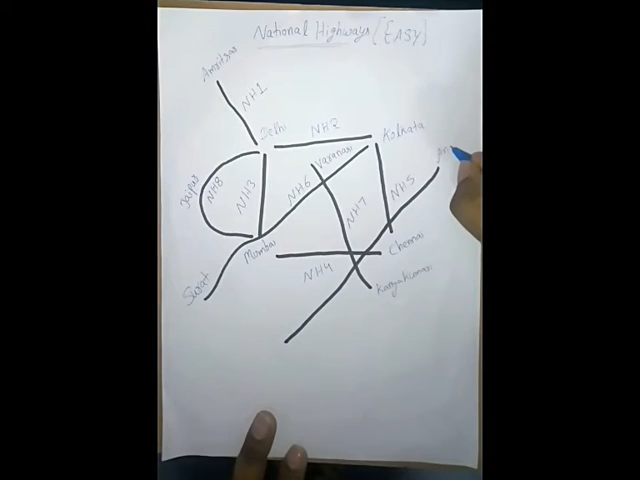 National Highways [EASY]
Amritsar
NH1
Delhi
NH2
Kolkata
Varanasi
Jaipur
NH8
NH3
NH6
NH7
NH5
Mumbai
Chennai
NH4
Surat
Kanyakumari